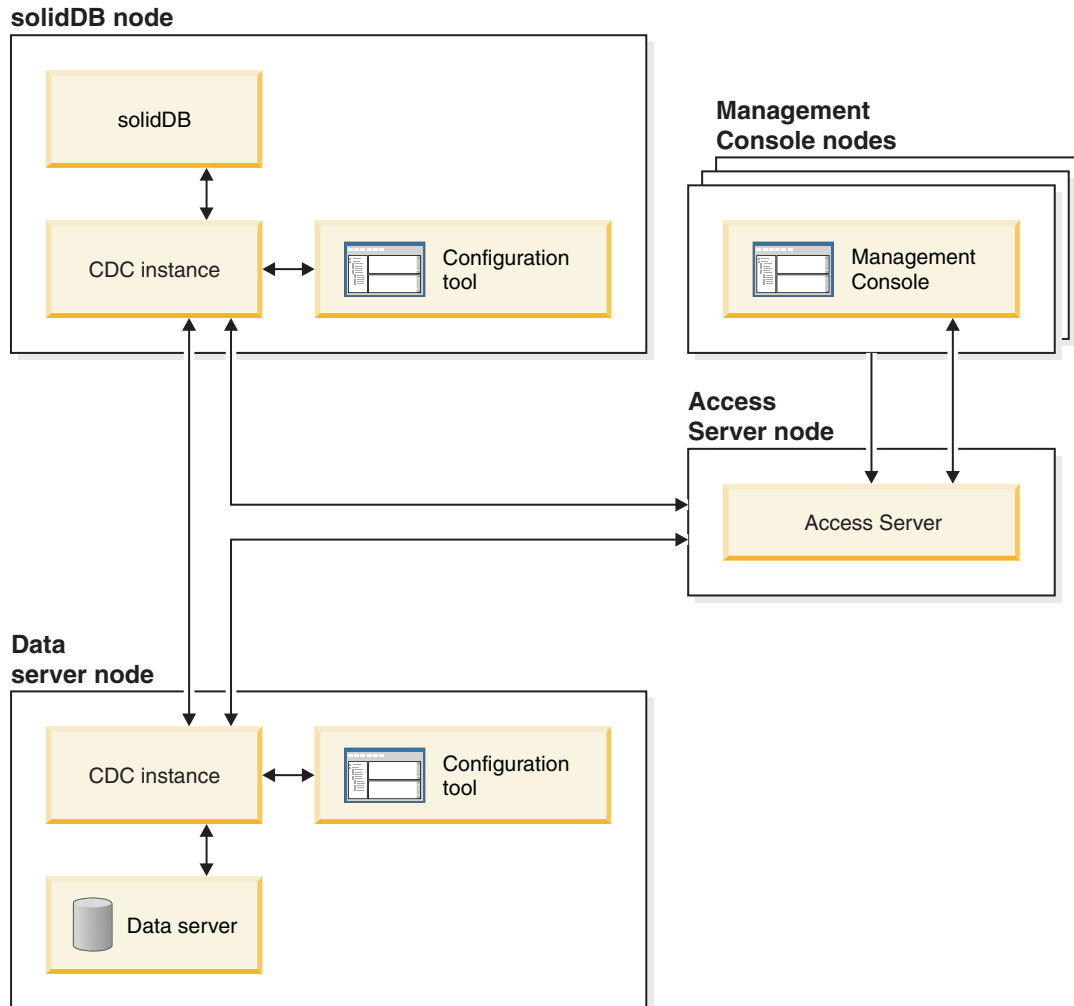 solidDB node
solidDB
CDC instance
Configuration
tool
Management
Console nodes
Management
Console
Access
Server node
Access Server
Data
server node
CDC instance
Configuration
tool
Data server